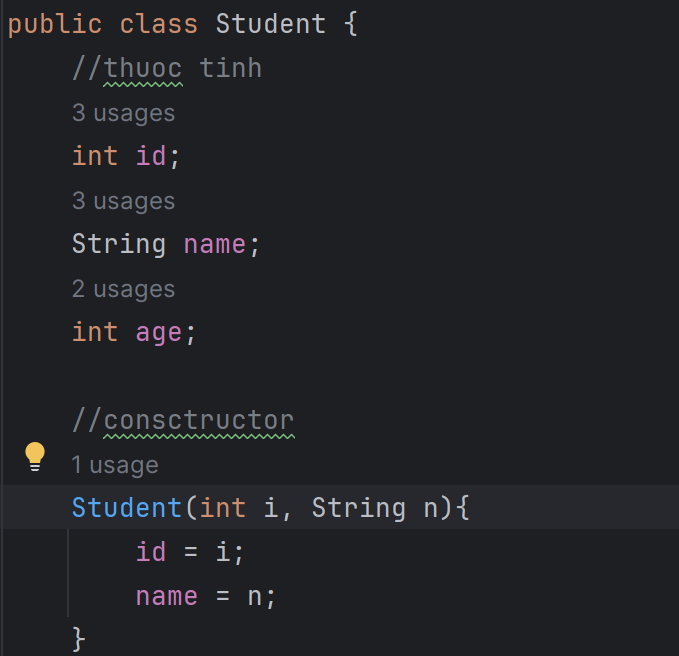 public class Student {
//thuoc tinh
3 usages
int id;
3 usages
String name;
2 usages
int age;
//consctructor
1 usage
Student(int i, String n){
id = i;
name = n;
}